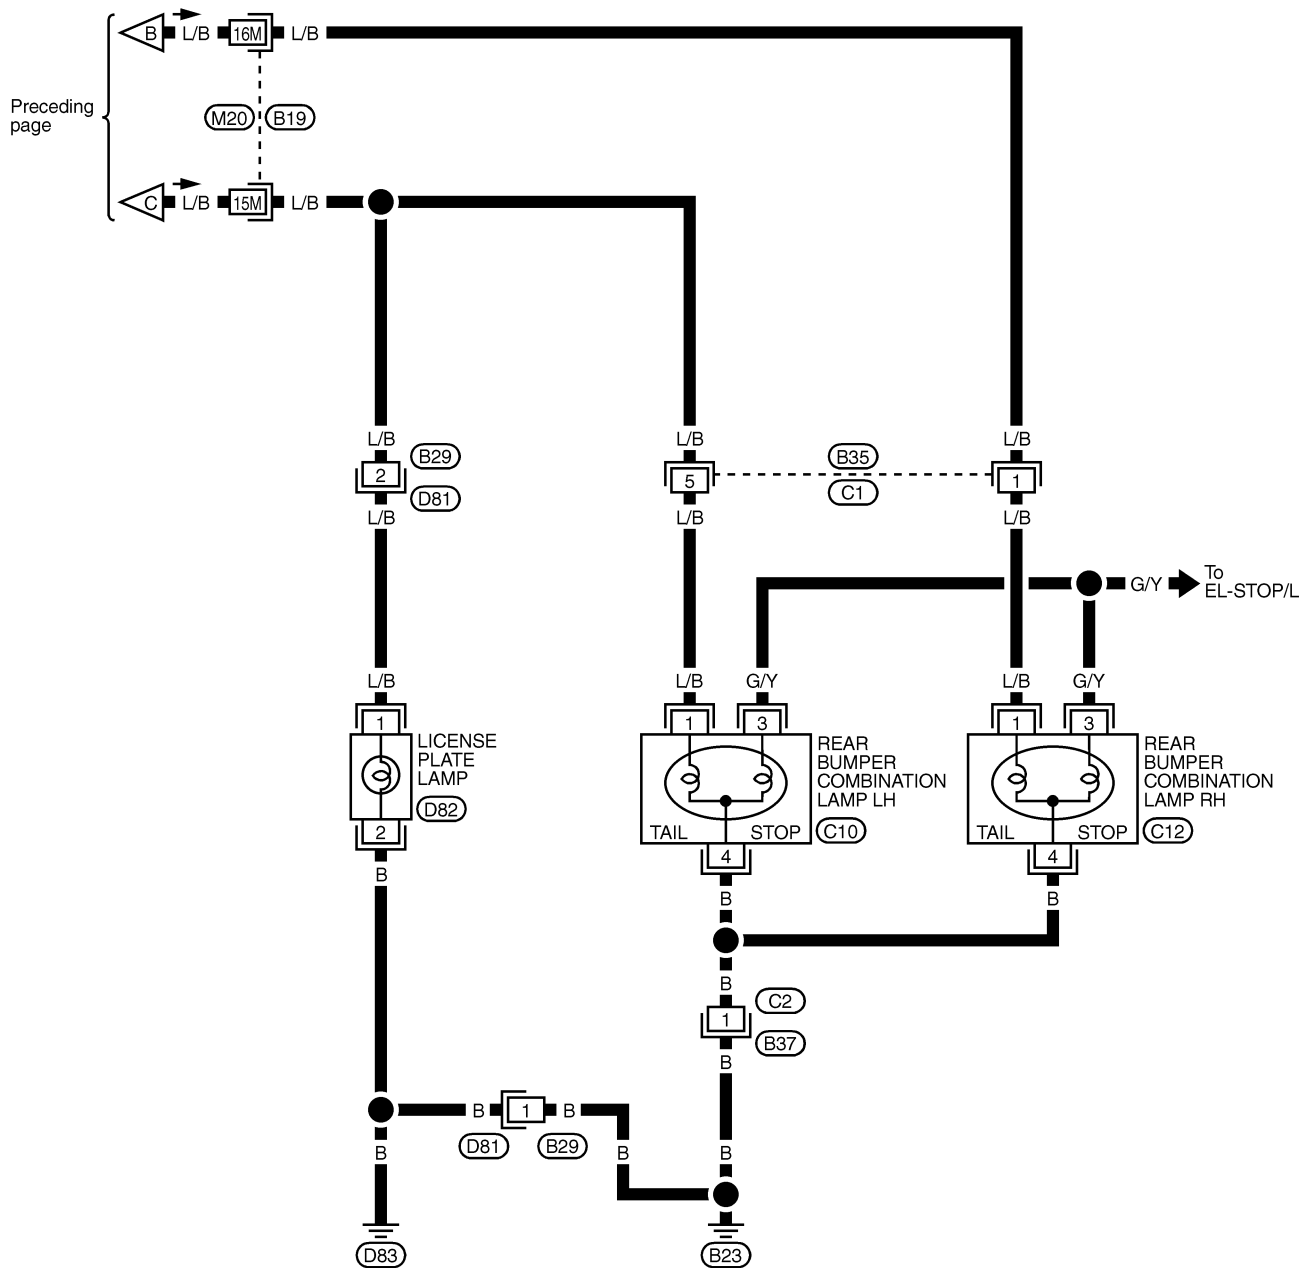 B L/B 16M L/B
Preceding
page
M20 B19
C L/B 15M L/B
L/B L/B L/B
B29 B35
2 5 1
D81 C1
L/B L/B L/B
To
G/Y EL-STOP/L
L/B L/B G/Y L/B G/Y
1 1 3 1 3
LICENSE
PLATE
LAMP
D82
2
B
REAR
BUMPER
COMBINATION
LAMP LH
TAIL STOP C10
4
B
REAR
BUMPER
COMBINATION
LAMP RH
TAIL STOP C12
4
B
B
C2
1
B37
B
B 1 B
D81 B29
B B B
D83 B23